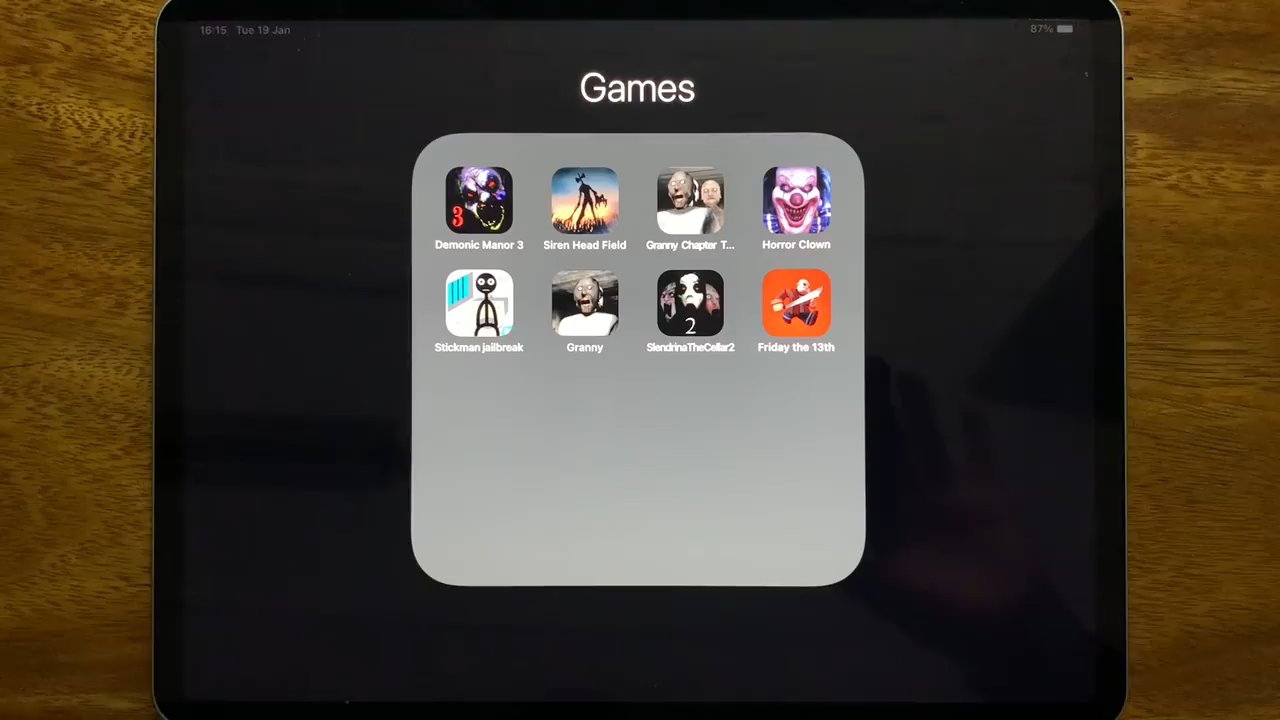 16:15 Tue 19 Jan
87%
Games
3
Demonic Manor 3
Siren Head Field
Granny Chapter T...
Horror Clown
2
Stickman jailbreak
Granny
SlendrinaTheCellar2
Friday the 13th